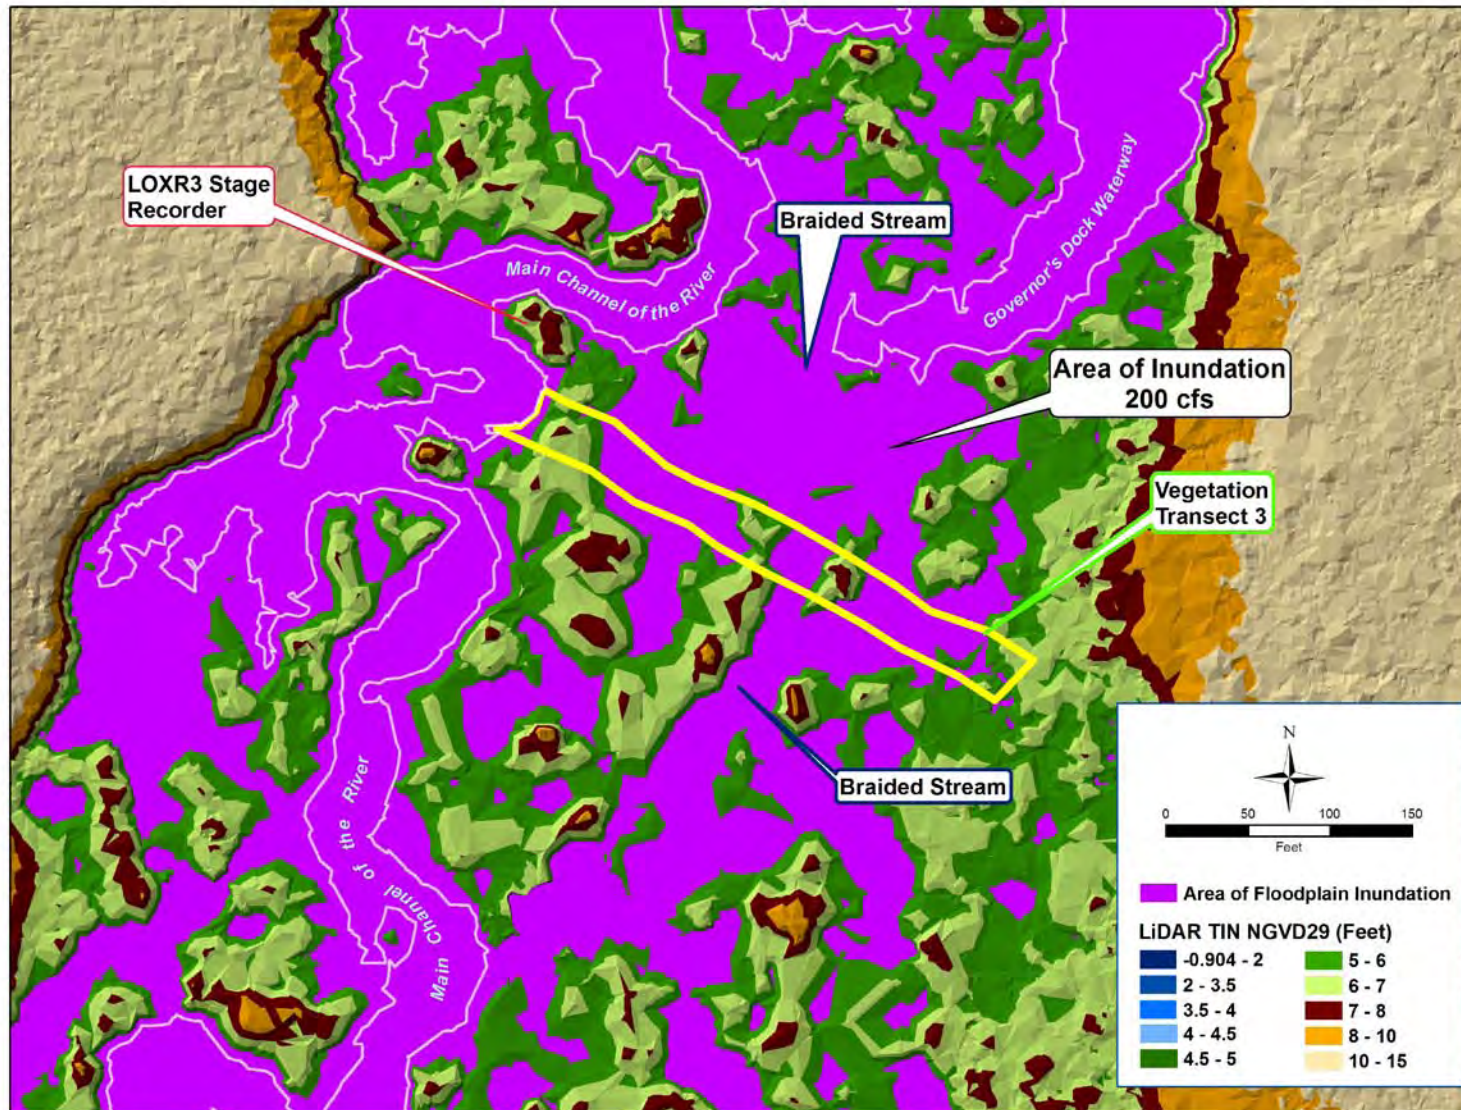 LOXR3 Stage
Recorder
Braided Stream
Governor's Dock Waterway
Main Channel of the River
Area of Inundation
200 cfs
Vegetation
Transect 3
Braided Stream
Main Channel of the River
N
0 50 100 150
Feet
Area of Floodplain Inundation
LiDAR TIN NGVD29 (Feet)
-0.904 - 2
2 - 3.5
3.5 - 4
4 - 4.5
4.5 - 5
5 - 6
6 - 7
7 - 8
8 - 10
10 - 15